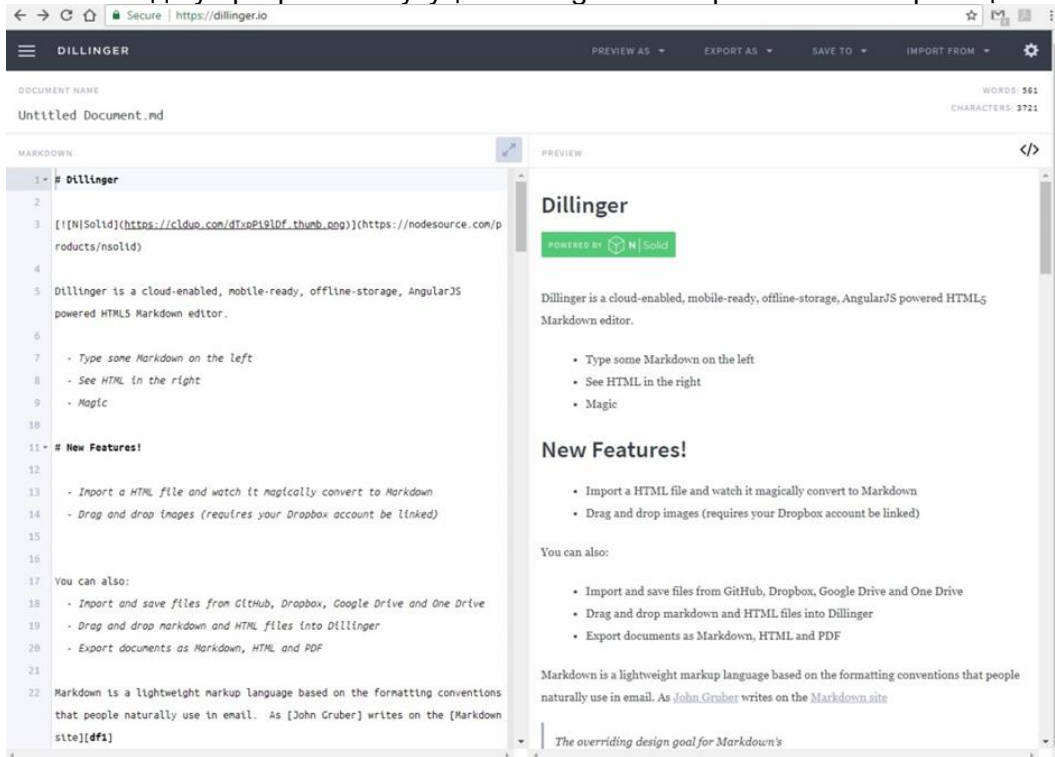 Secure | https://dillinger.io
DILLINGER
PREVIEW AS
EXPORT AS
SAVE TO
IMPORT FROM
DOCUMENT NAME
Untitled Document.md
WORDS: 561
CHARACTERS: 3721
MARKDOWN
1 # Dillinger
2
3 [![N|Solid](https://cldup.com/dTxpPi9lDf.thumb.png)](https://nodesource.com/p
roducts/nsolid)
4
5 Dillinger is a cloud-enabled, mobile-ready, offline-storage, AngularJS
powered HTML5 Markdown editor.
6
7 - Type some Markdown on the left
8 - See HTML in the right
9 - Magic
10
11 # New Features!
12
13 - Import a HTML file and watch it magically convert to Markdown
14 - Drag and drop images (requires your Dropbox account be linked)
15
16
17 You can also:
18 - Import and save files from GitHub, Dropbox, Google Drive and One Drive
19 - Drag and drop markdown and HTML files into Dillinger
20 - Export documents as Markdown, HTML and PDF
21
22 Markdown is a lightweight markup language based on the formatting conventions
that people naturally use in email.  As [John Gruber] writes on the [Markdown
site][df1]
PREVIEW
</>
Dillinger
POWERED BY N|Solid
Dillinger is a cloud-enabled, mobile-ready, offline-storage, AngularJS powered HTML5
Markdown editor.
• Type some Markdown on the left
• See HTML in the right
• Magic
New Features!
• Import a HTML file and watch it magically convert to Markdown
• Drag and drop images (requires your Dropbox account be linked)
You can also:
• Import and save files from GitHub, Dropbox, Google Drive and One Drive
• Drag and drop markdown and HTML files into Dillinger
• Export documents as Markdown, HTML and PDF
Markdown is a lightweight markup language based on the formatting conventions that people
naturally use in email. As John Gruber writes on the Markdown site
The overriding design goal for Markdown's